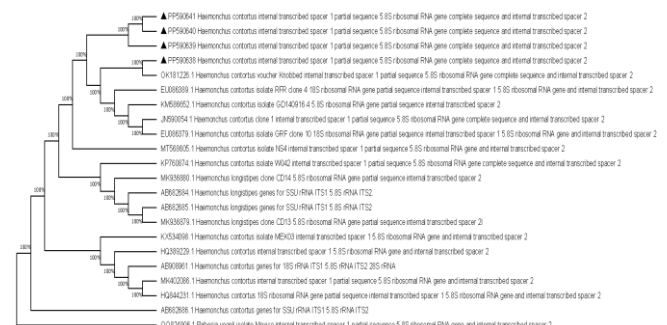 ▲PP590641 Haemonchus contortus internal transcribed spacer 1 partial sequence 5.8S ribosomal RNA gene complete sequence and internal transcribed spacer 2
▲PP590640 Haemonchus contortus internal transcribed spacer 1 partial sequence 5.8S ribosomal RNA gene complete sequence and internal transcribed spacer 2
▲PP590639 Haemonchus contortus internal transcribed spacer 1 partial sequence 5.8S ribosomal RNA gene complete sequence and internal transcribed spacer 2
▲PP590638 Haemonchus contortus internal transcribed spacer 1 partial sequence 5.8S ribosomal RNA gene complete sequence and internal transcribed spacer 2
OK181226.1 Haemonchus contortus voucher Knobbed internal transcribed spacer 1 partial sequence 5.8S ribosomal RNA gene complete sequence and internal transcribed spacer 2
EU086389.1 Haemonchus contortus isolate RFR clone 4 18S ribosomal RNA gene partial sequence internal transcribed spacer 1 5.8S ribosomal RNA gene and internal transcribed spacer 2
KM586652.1 Haemonchus contortus isolate GD140916 4 5.8S ribosomal RNA gene partial sequence internal transcribed spacer 2
JN590054.1 Haemonchus contortus clone 1 internal transcribed spacer 1 partial sequence 5.8S ribosomal RNA gene complete sequence and internal transcribed spacer 2
EU086379.1 Haemonchus contortus isolate GRF clone 10 18S ribosomal RNA gene partial sequence internal transcribed spacer 1 5.8S ribosomal RNA gene and internal transcribed spacer 2
MT568605.1 Haemonchus contortus isolate NS4 internal transcribed spacer 1 partial sequence 5.8S ribosomal RNA gene and internal transcribed spacer 2
KP760874.1 Haemonchus contortus isolate W042 internal transcribed spacer 1 partial sequence 5.8S ribosomal RNA gene complete sequence and internal transcribed spacer 2
MK936880.1 Haemonchus longistipes clone CD14 5.8S ribosomal RNA gene partial sequence internal transcribed spacer 2
AB682684.1 Haemonchus longistipes genes for SSU rRNA ITS1 5.8S rRNA ITS2
AB682685.1 Haemonchus longistipes genes for SSU rRNA ITS1 5.8S rRNA ITS2
MK936879.1 Haemonchus longistipes clone CD13 5.8S ribosomal RNA gene partial sequence internal transcribed spacer 2
KX534098.1 Haemonchus contortus isolate MEK03 internal transcribed spacer 1 5.8S ribosomal RNA gene and internal transcribed spacer 2
HQ389229.1 Haemonchus contortus internal transcribed spacer 1 5.8S ribosomal RNA gene and internal transcribed spacer 2
AB908961.1 Haemonchus contortus genes for 18S rRNA ITS1 5.8S rRNA ITS2 28S rRNA
MK402086.1 Haemonchus contortus internal transcribed spacer 1 partial sequence 5.8S ribosomal RNA gene and internal transcribed spacer 2
HQ844231.1 Haemonchus contortus 18S ribosomal RNA gene partial sequence internal transcribed spacer 1 5.8S ribosomal RNA gene and internal transcribed spacer 2
AB682686.1 Haemonchus contortus genes for SSU rRNA ITS1 5.8S rRNA ITS2